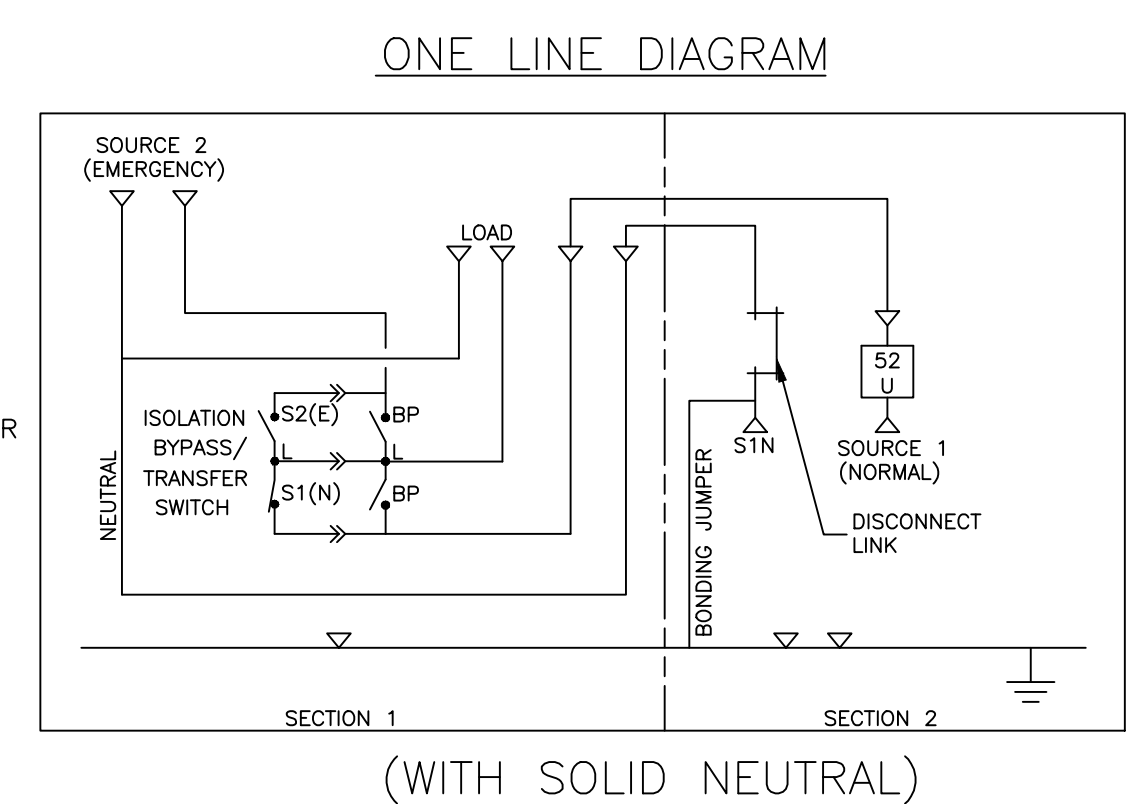 ONE LINE DIAGRAM
SOURCE 2
(EMERGENCY)
LOAD
52
U
S2(E)
BP
ISOLATION
BYPASS/
TRANSFER
SWITCH
L
L
S1(N)
BP
R
NEUTRAL
S1N
SOURCE 1
(NORMAL)
BONDING JUMPER
DISCONNECT
LINK
SECTION 1
SECTION 2
(WITH SOLID NEUTRAL)